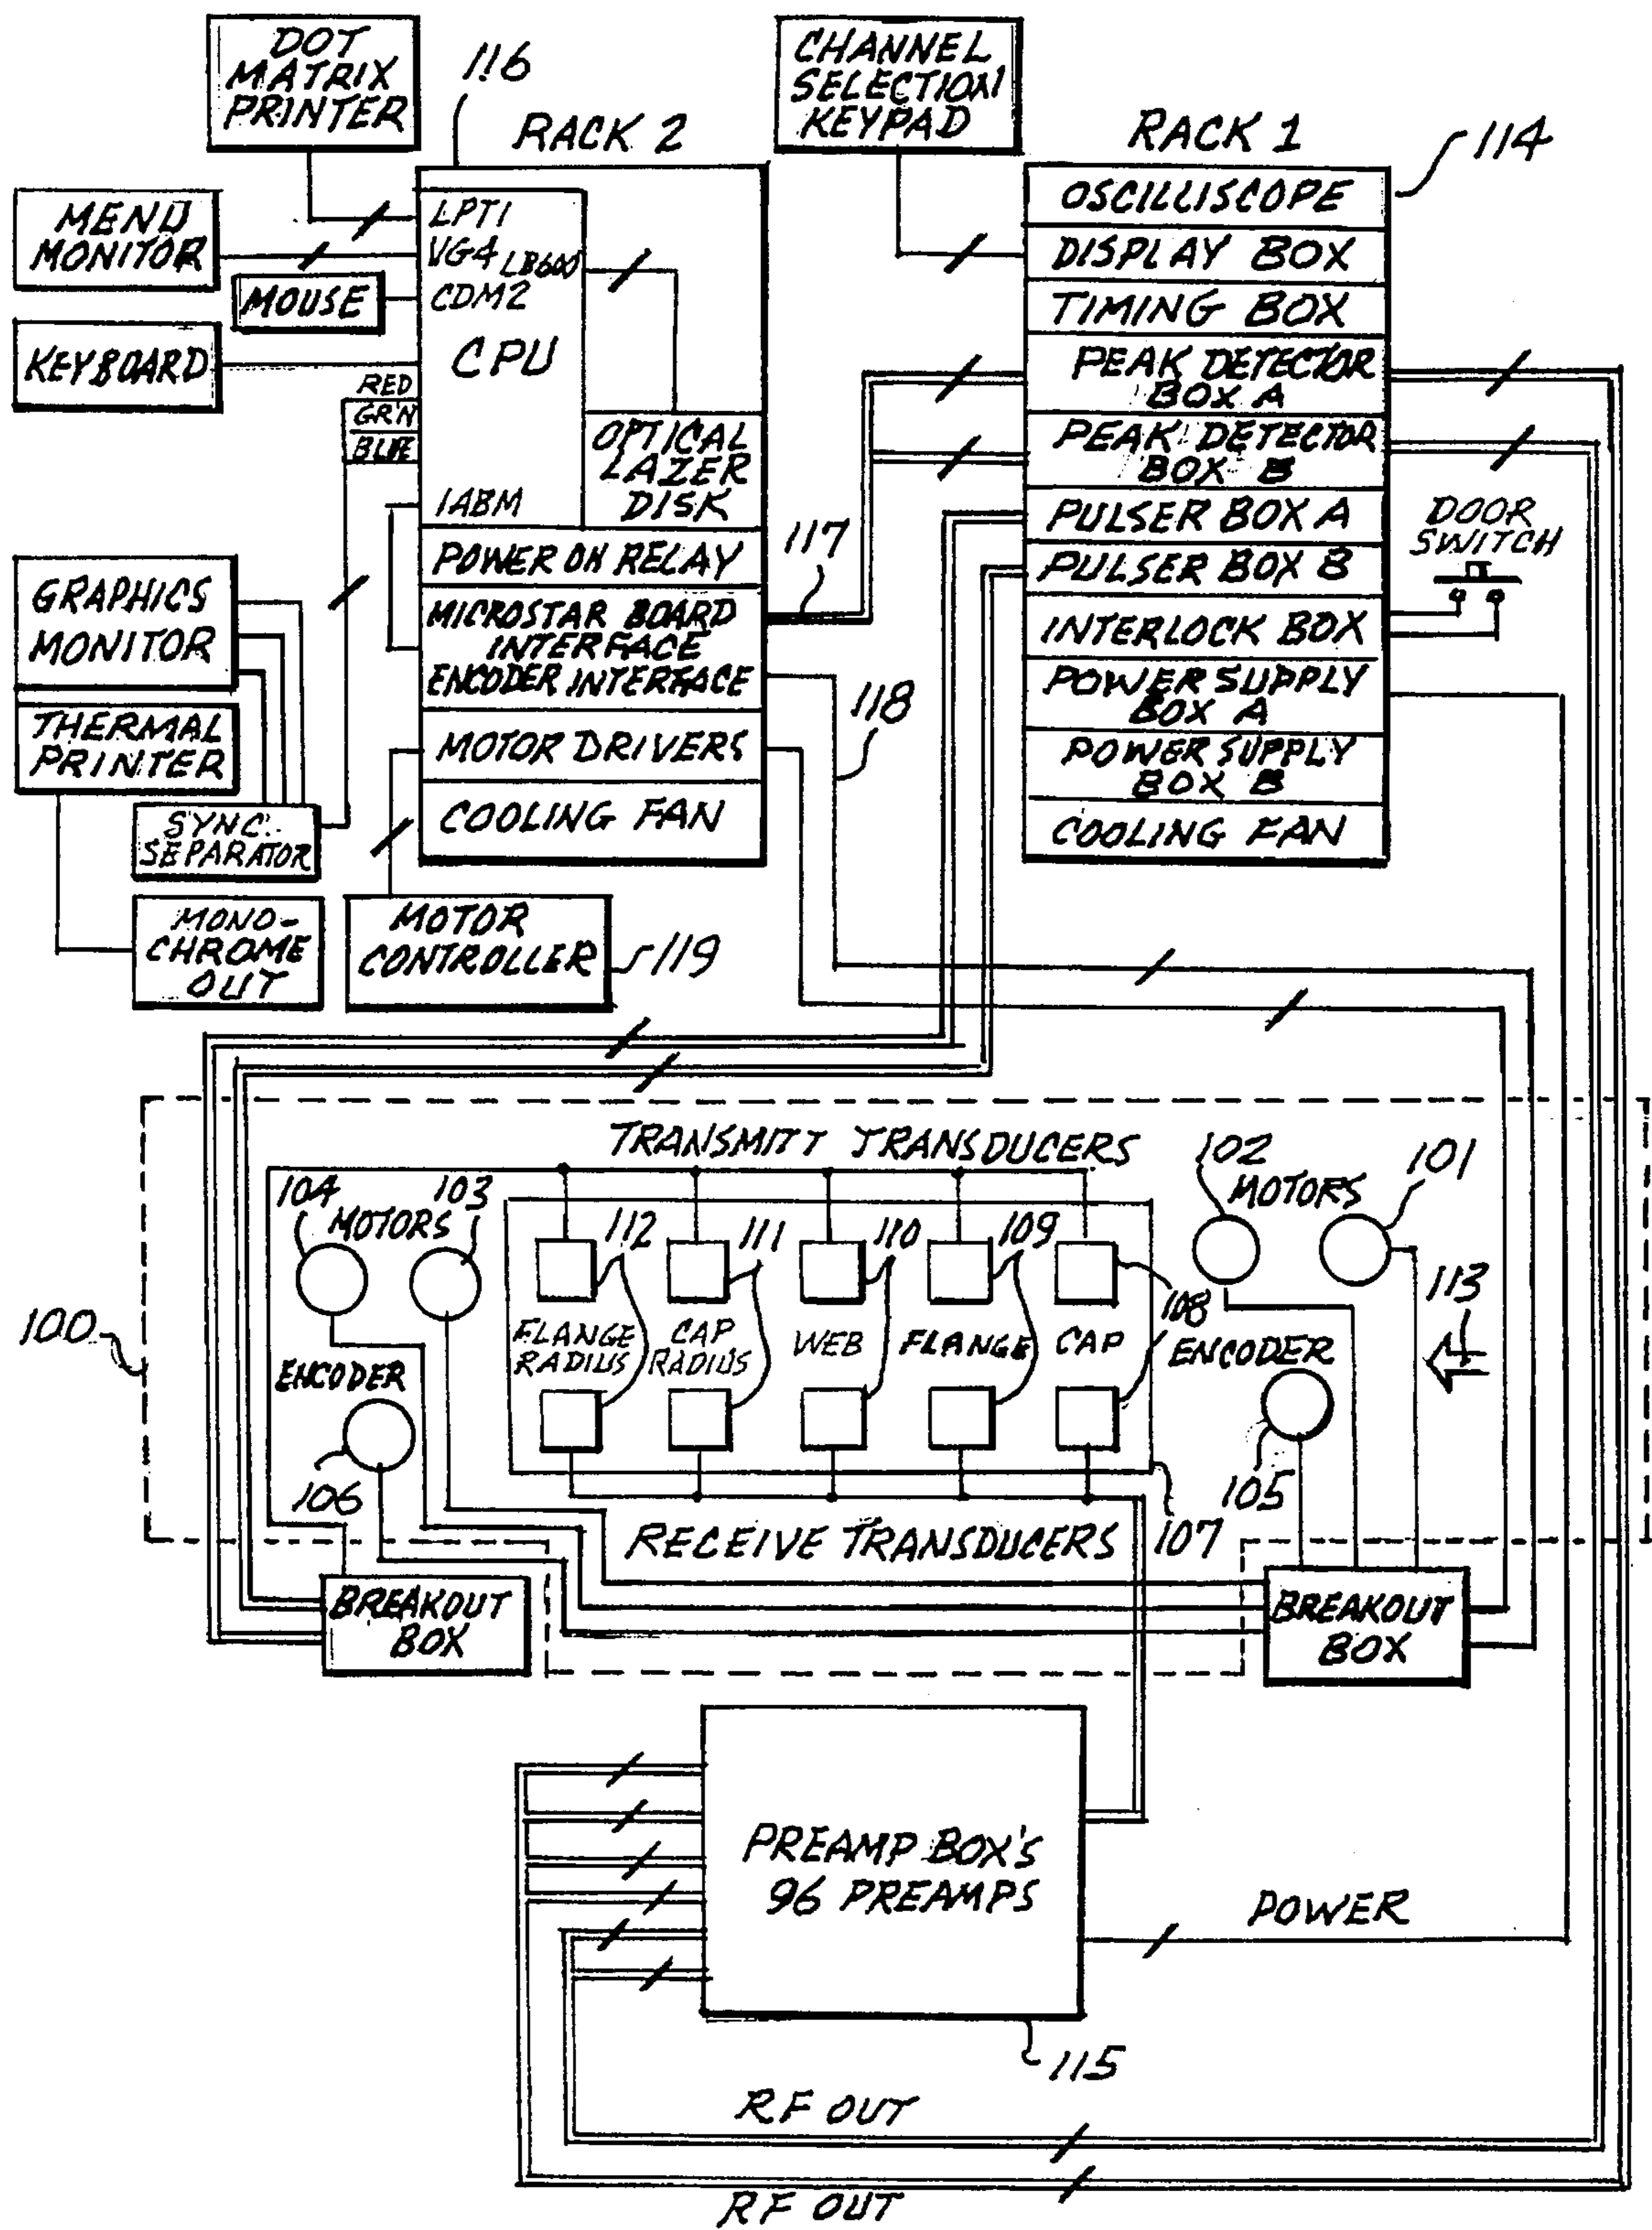 DOT
MATRIX
PRINTER
116
RACK 2
CHANNEL
SELECTION
KEYPAD
RACK 1
114
MENU
MONITOR
MOUSE
KEYBOARD
RED
GR'N
BLUE
LPT1
VG4 LB600
CDM2
CPU
IABM
OPTICAL
LAZER
DISK
POWER ON RELAY
MICROSTAR BOARD
INTERFACE
ENCODER INTERFACE
MOTOR DRIVERS
COOLING FAN
117
118
OSCILLISCOPE
DISPLAY BOX
TIMING BOX
PEAK DETECTOR
BOX A
PEAK DETECTOR
BOX B
PULSER BOX A
PULSER BOX B
INTERLOCK BOX
POWER SUPPLY
BOX A
POWER SUPPLY
BOX B
COOLING FAN
DOOR
SWITCH
GRAPHICS
MONITOR
THERMAL
PRINTER
SYNC.
SEPARATOR
MONO-
CHROME
OUT
MOTOR
CONTROLLER
119
TRANSMITT TRANSDUCERS
104
103
MOTORS
102
101
MOTORS
112
111
110
109
108
113
100
FLANGE
RADIUS
CAP
RADIUS
WEB
FLANGE
CAP
ENCODER
ENCODER
106
105
107
RECEIVE TRANSDUCERS
BREAKOUT
BOX
BREAKOUT
BOX
PREAMP BOX'S
96 PREAMPS
POWER
115
RF OUT
RF OUT